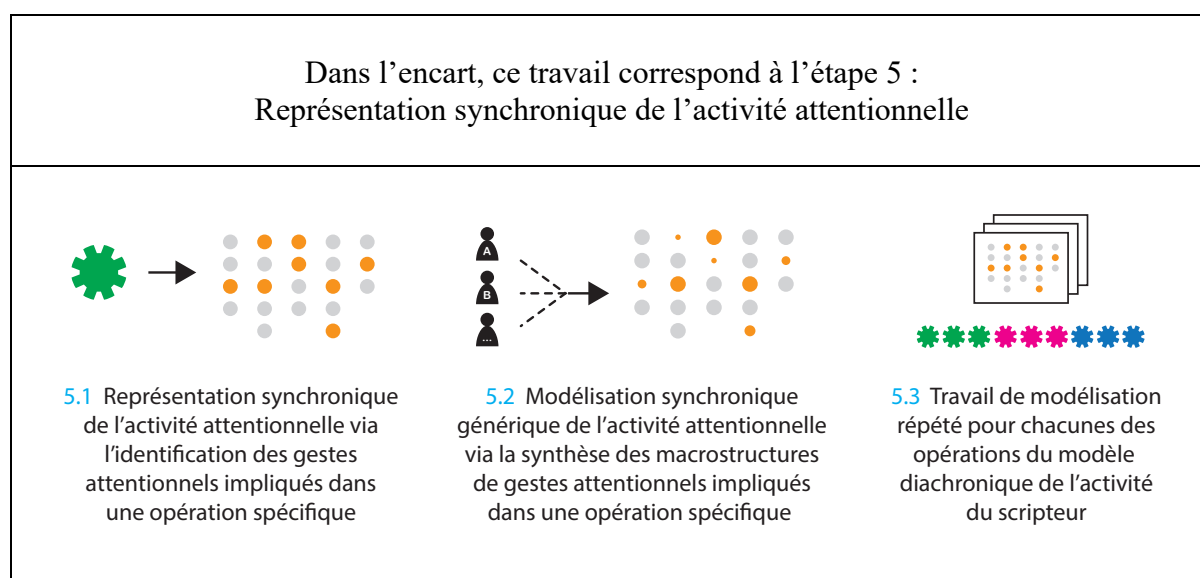 Dans l’encart, ce travail correspond à l’étape 5 :
Représentation synchronique de l’activité attentionnelle
A
B
...
5.1 Représentation synchronique
de l’activité attentionnelle via
l’identification des gestes
attentionnels impliqués dans
une opération spécifique
5.2 Modélisation synchronique
générique de l’activité attentionnelle
via la synthèse des macrostructures
de gestes attentionnels impliqués
dans une opération spécifique
5.3 Travail de modélisation
répété pour chacunes des
opérations du modèle
diachronique de l’activité
du scripteur